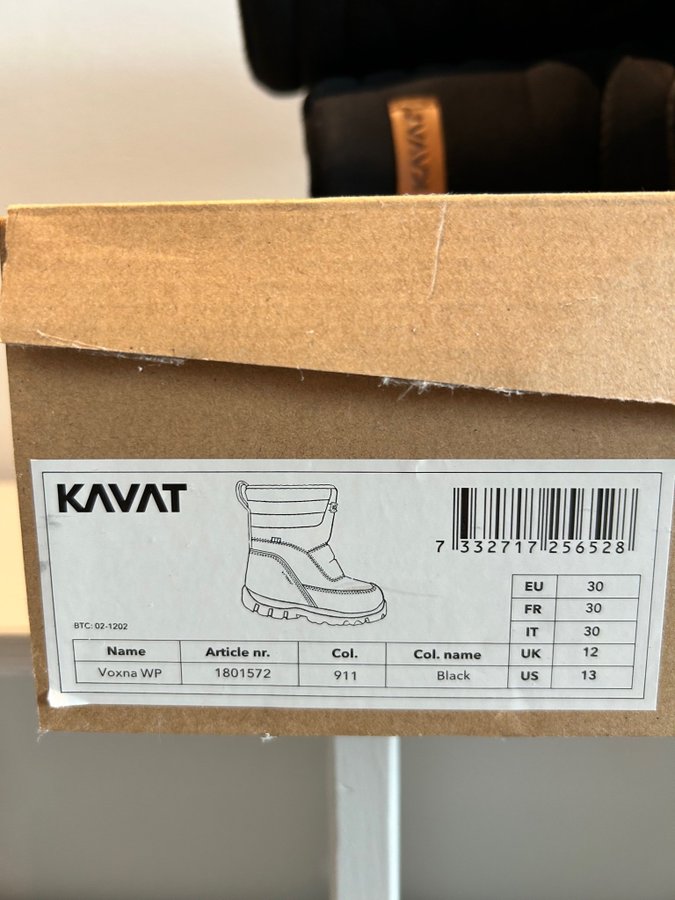 KAVAT
KAVAT
7 332717 256528
EU 30
FR 30
IT 30
UK 12
US 13
BTC: 02-1202
Name Article nr. Col. Col. name
Voxna WP 1801572 911 Black